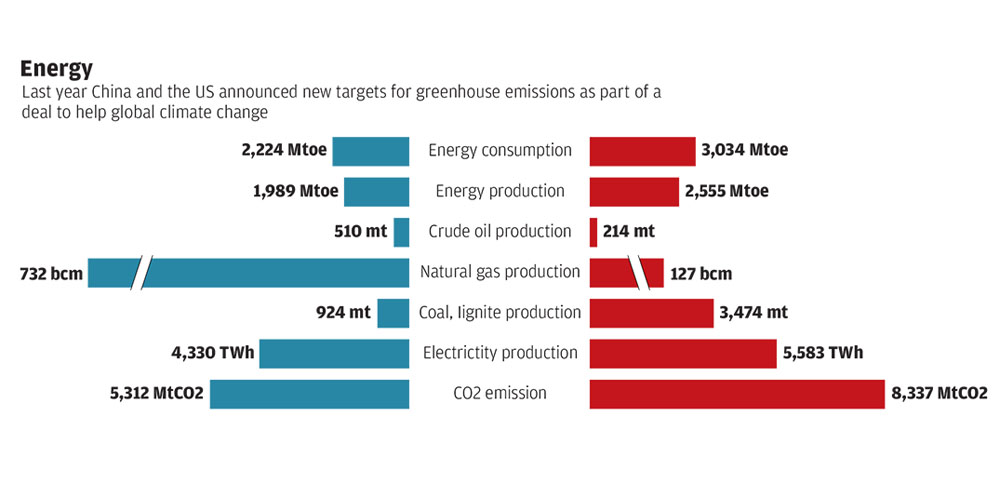 Energy
Last year China and the US announced new targets for greenhouse emissions as part of a
deal to help global climate change
2,224 Mtoe Energy consumption 3,034 Mtoe
1,989 Mtoe Energy production 2,555 Mtoe
510 mt Crude oil production 214 mt
732 bcm Natural gas production 127 bcm
924 mt Coal, lignite production 3,474 mt
4,330 TWh Electrictity production 5,583 TWh
5,312 MtCO2 CO2 emission 8,337 MtCO2